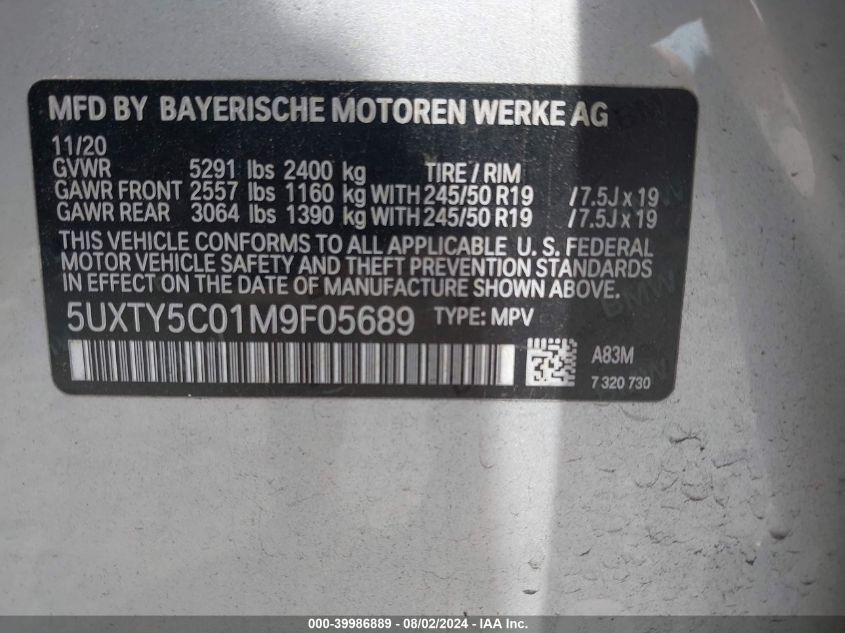 MFD BY BAYERISCHE MOTOREN WERKE AG
11/20
GVWR 5291 lbs 2400 kg TIRE / RIM
GAWR FRONT 2557 lbs 1160 kg WITH 245/50 R19 / 7.5J x 19
GAWR REAR 3064 lbs 1390 kg WITH 245/50 R19 / 7.5J x 19
THIS VEHICLE CONFORMS TO ALL APPLICABLE U. S. FEDERAL
MOTOR VEHICLE SAFETY AND THEFT PREVENTION STANDARDS
IN EFFECT ON THE DATE OF MANUFACTURE SHOWN ABOVE.
5UXTY5C01M9F05689 TYPE: MPV
A83M
7 320 730
000-39986889 - 08/02/2024 - IAA Inc.